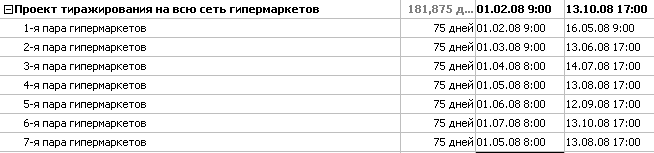 Проект тиражирования на всю сеть гипермаркетов 181,875 д... 01.02.08 9:00 13.10.08 17:00
1-я пара гипермаркетов 75 дней 01.02.08 9:00 16.05.08 9:00
2-я пара гипермаркетов 75 дней 01.03.08 9:00 13.06.08 17:00
3-я пара гипермаркетов 75 дней 01.04.08 8:00 14.07.08 17:00
4-я пара гипермаркетов 75 дней 01.05.08 8:00 13.08.08 17:00
5-я пара гипермаркетов 75 дней 01.06.08 8:00 12.09.08 17:00
6-я пара гипермаркетов 75 дней 01.07.08 8:00 13.10.08 17:00
7-я пара гипермаркетов 75 дней 01.05.08 8:00 13.08.08 17:00